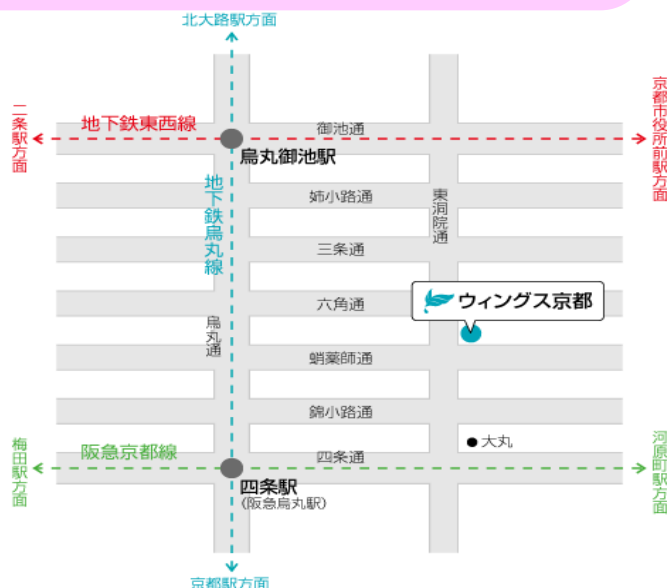 北大路駅方面
二条駅方面
地下鉄東西線
御池通
京都市役所前駅方面
烏丸御池駅
地下鉄烏丸線
姉小路通
東洞院通
三条通
六角通
ウィングス京都
烏丸通
蛸薬師通
錦小路通
大丸
梅田駅方面
阪急京都線
四条通
河原町駅方面
四条駅
(阪急烏丸駅)
京都駅方面